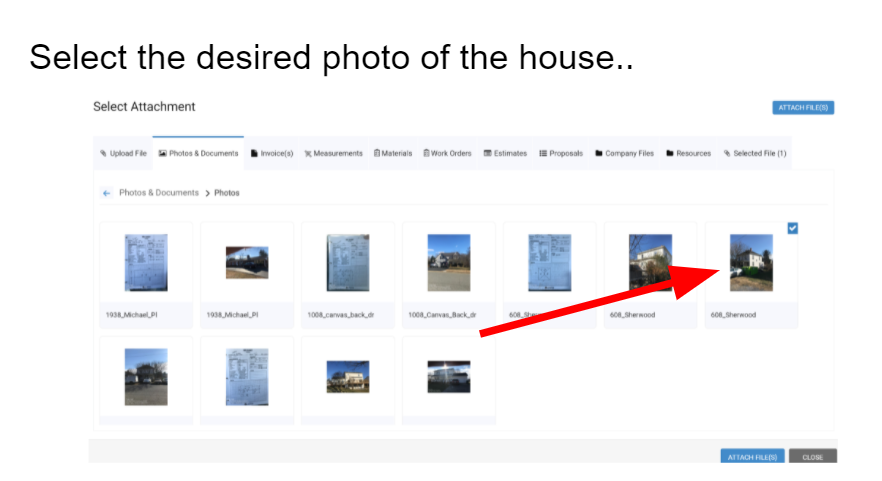 Select the desired photo of the house..
Select Attachment
ATTACH FILE(S)
Upload File Photos & Documents Invoice(s) Measurements Materials Work Orders Estimates Proposals Company Files Resources Selected File (1)
Photos & Documents > Photos
1938_Michael_Pl 1938_Michael_Pl 1008_canvas_back_dr 1008_Canvas_Back_dr 608_Sherwood 608_Sherwood
ATTACH FILE(S) CLOSE